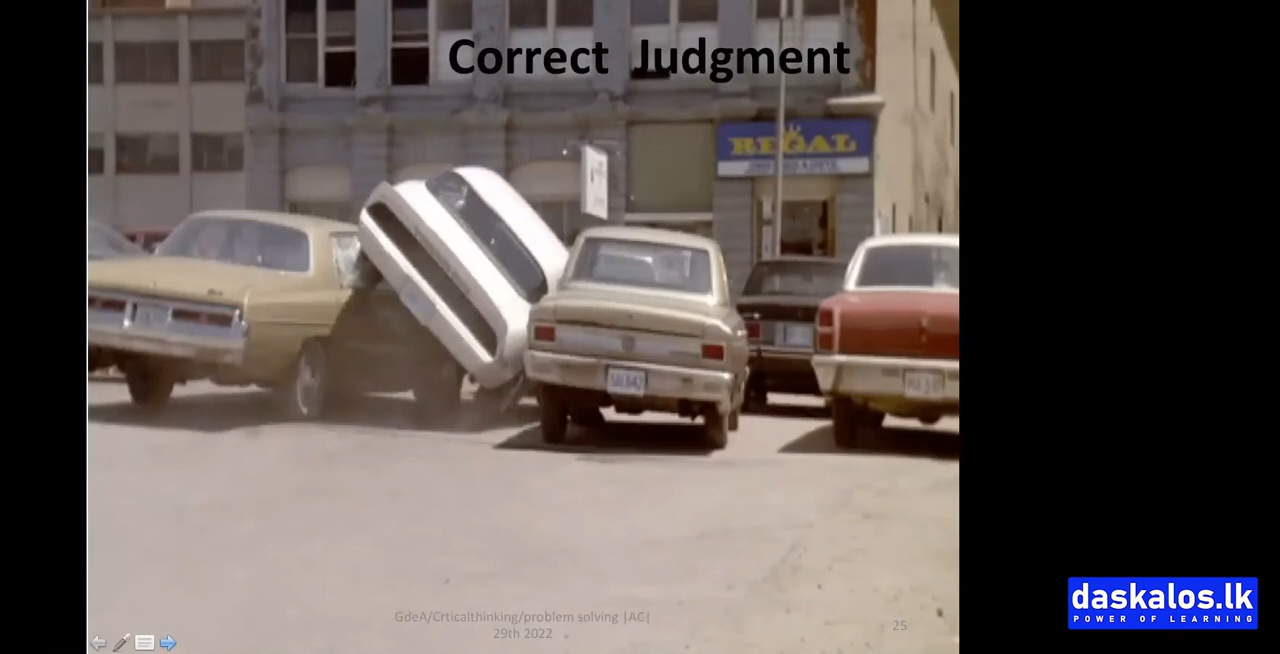 Correct Judgment
REGAL
GdeA/Crticalthinking/problem solving |AC|
29th 2022
25
daskalos.lk
POWER OF LEARNING